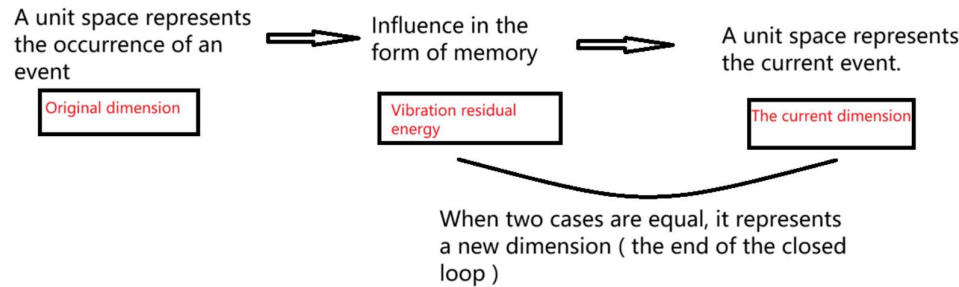 A unit space represents
the occurrence of an
event
Original dimension
Influence in the
form of memory
Vibration residual
energy
A unit space represents
the current event.
The current dimension
When two cases are equal, it represents
a new dimension ( the end of the closed
loop )